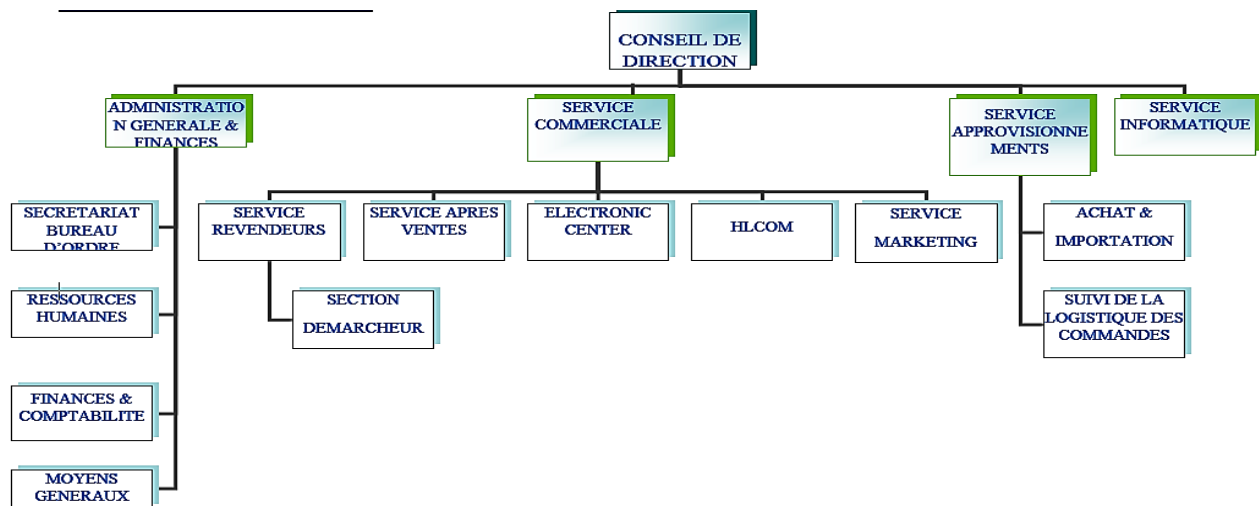 CONSEIL DE
DIRECTION
ADMINISTRATIO
N GENERALE &
FINANCES
SERVICE
COMMERCIALE
SERVICE
APPROVISIONNE
MENTS
SERVICE
INFORMATIQUE
SECRETARIAT
BUREAU
D'ORDRE
RESSOURCES
HUMAINES
FINANCES &
COMPTABILITE
MOYENS
GENERAUX
SERVICE
REVENDEURS
SECTION
DEMARCHEUR
SERVICE APRES
VENTES
ELECTRONIC
CENTER
HLCOM
SERVICE
MARKETING
ACHAT &
IMPORTATION
SUIVI DE LA
LOGISTIQUE DES
COMMANDES